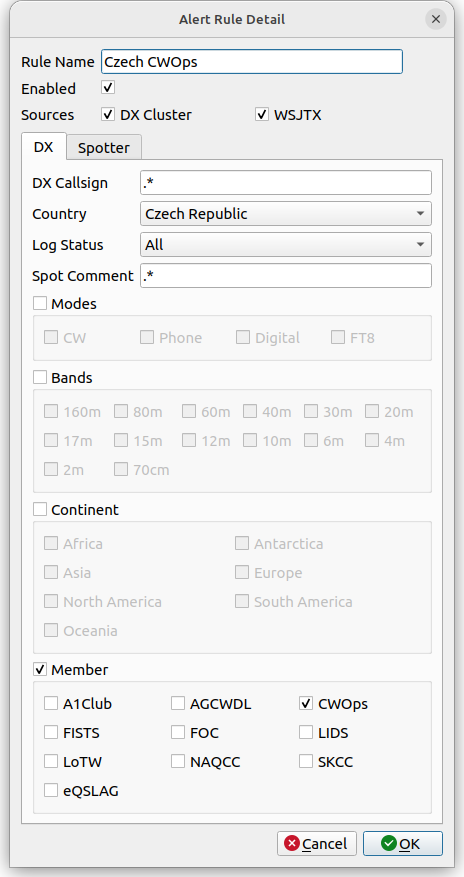 Alert Rule Detail
Rule Name Czech CWOps
Enabled
Sources DX Cluster WSJTX
DX Spotter
DX Callsign .*
Country Czech Republic
Log Status All
Spot Comment .*
Modes
CW Phone Digital FT8
Bands
160m 80m 60m 40m 30m 20m
17m 15m 12m 10m 6m 4m
2m 70cm
Continent
Africa Antarctica
Asia Europe
North America South America
Oceania
Member
A1Club AGCWDL CWOps
FISTS FOC LIDS
LoTW NAQCC SKCC
eQSLAG
Cancel OK